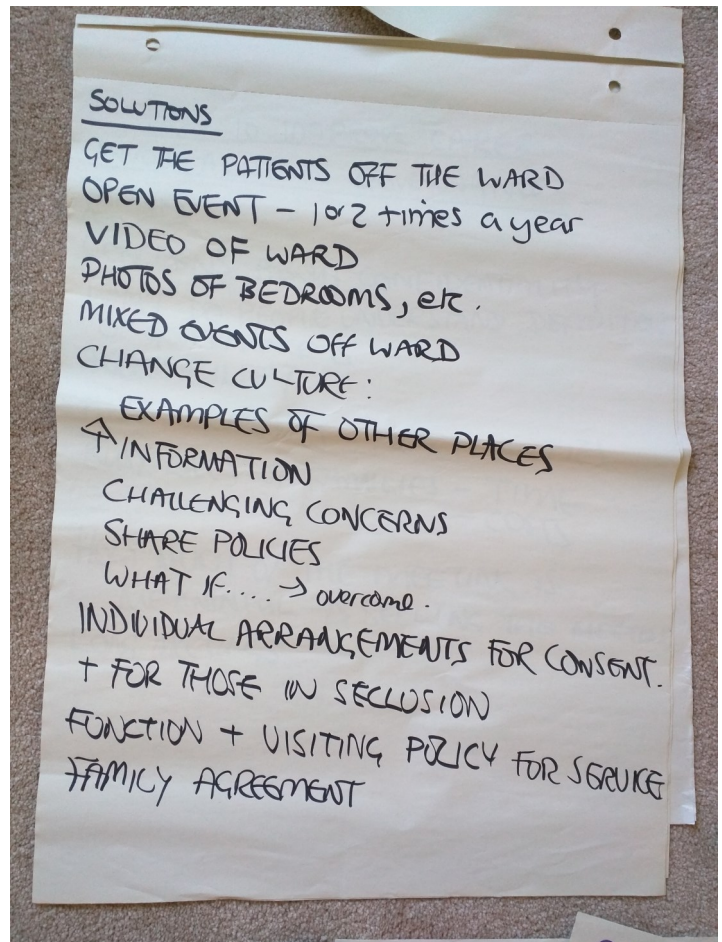 SOLUTIONS
GET THE PATIENTS OFF THE WARD
OPEN EVENT - 1 or 2 times a year
VIDEO OF WARD
PHOTOS OF BEDROOMS, etc.
MIXED EVENTS OFF WARD
CHANGE CULTURE:
EXAMPLES OF OTHER PLACES
↑ INFORMATION
CHALLENGING CONCERNS
SHARE POLICIES
WHAT IF.... → overcome.
INDIVIDUAL ARRANGEMENTS FOR CONSENT.
+ FOR THOSE IN SECLUSION
FUNCTION + VISITING POLICY FOR SERVICE
FAMILY AGREEMENT